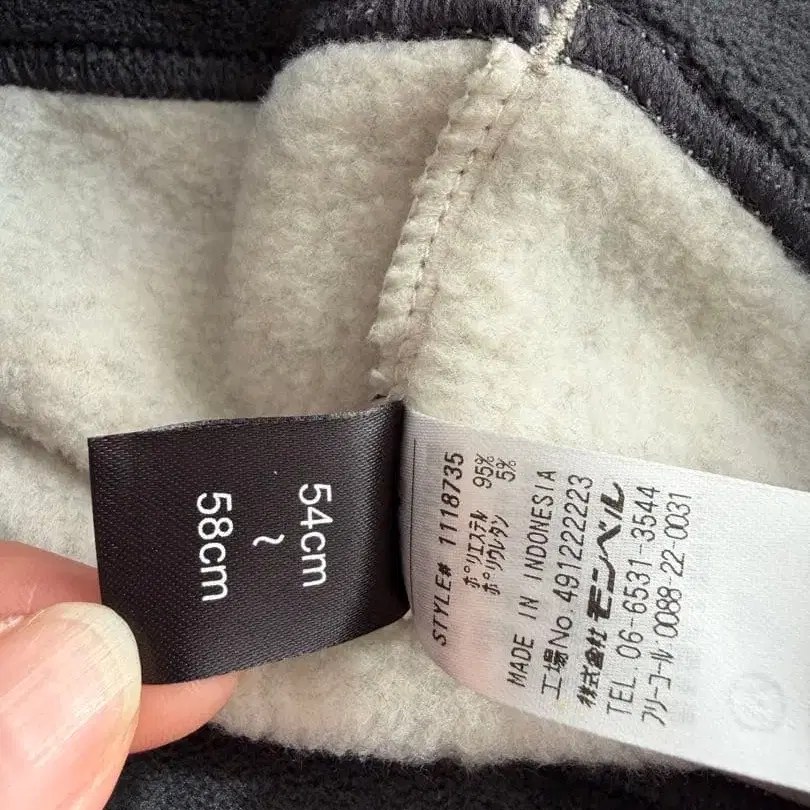 54cm
～
58cm
STYLE# 1118735
ポリエステル 95%
ポリウレタン 5%
MADE IN INDONESIA
工場No.4912222223
株式会社 モンベル
TEL 06-6531-3544
フリーコール:0088-22-0031